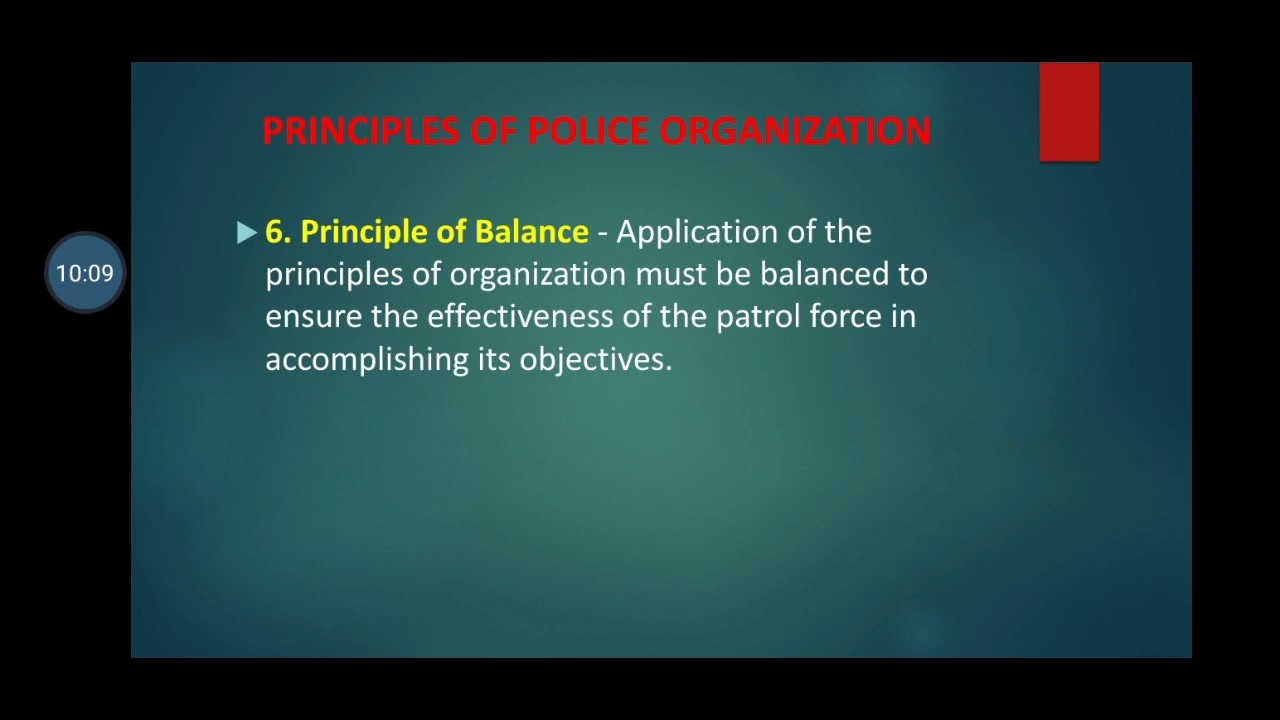 PRINCIPLES OF POLICE ORGANIZATION
6. Principle of Balance - Application of the
principles of organization must be balanced to
ensure the effectiveness of the patrol force in
accomplishing its objectives.
10:09